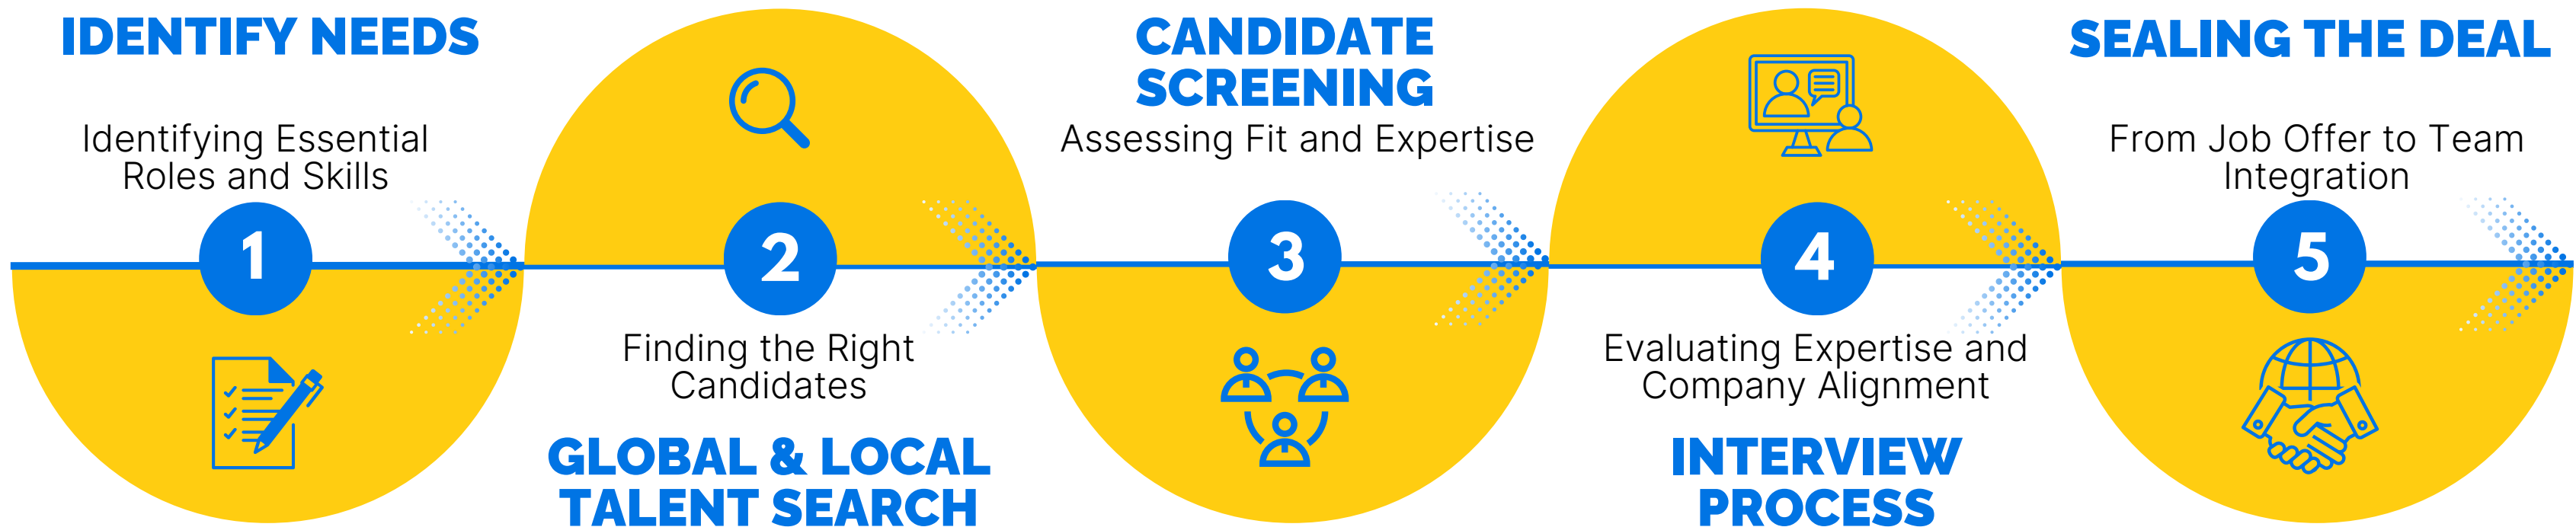 IDENTIFY NEEDS
Identifying Essential
Roles and Skills
1
2
Finding the Right
Candidates
GLOBAL & LOCAL
TALENT SEARCH
CANDIDATE
SCREENING
Assessing Fit and Expertise
3
4
Evaluating Expertise and
Company Alignment
INTERVIEW
PROCESS
SEALING THE DEAL
From Job Offer to Team
Integration
5